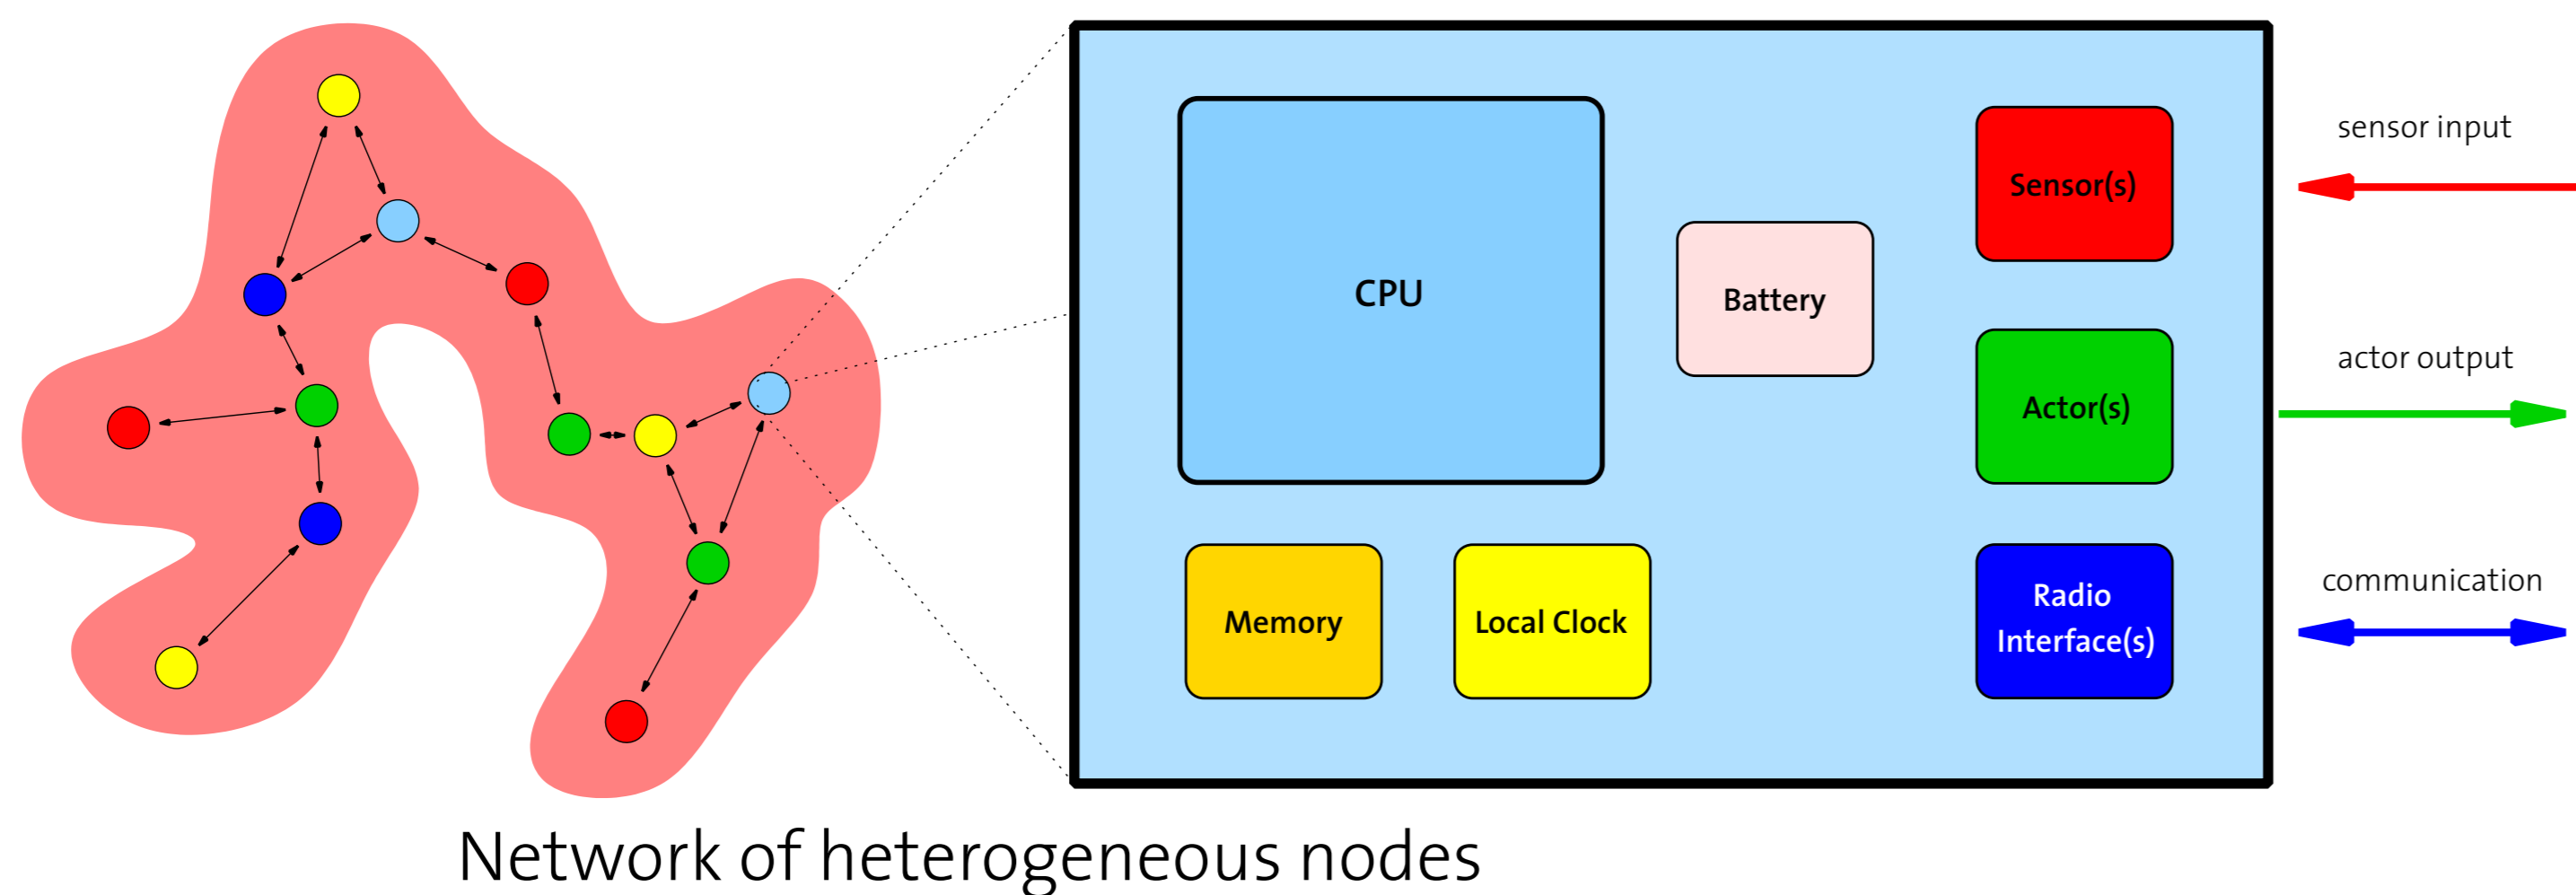 sensor input
Sensor(s)
CPU
Battery
actor output
Actor(s)
communication
Memory
Local Clock
Radio
Interface(s)
Network of heterogeneous nodes